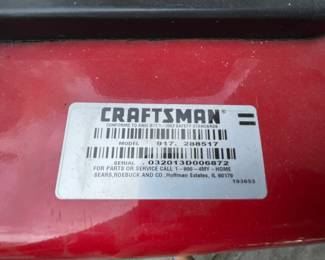 CRAFTSMAN
CONFORMS TO ANSI B71.1-2003 SAFETY STANDARDS
MODEL 917. 288517
SERIAL 032013D006872
FOR PARTS OR SERVICE CALL 1-800-4MY-HOME
SEARS,ROEBUCK AND CO.,Hoffman Estates, IL 60179
193653